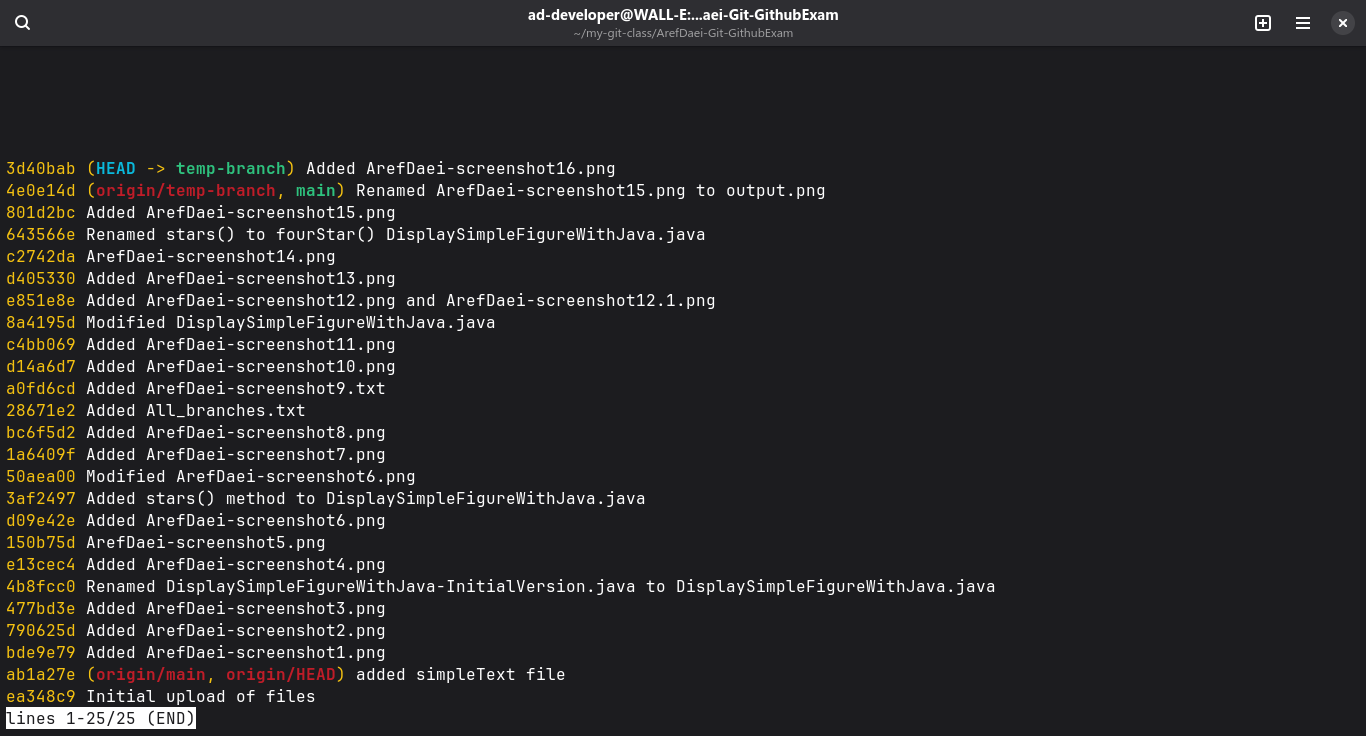 ad-developer@WALL-E:...aei-Git-GithubExam
~/my-git-class/ArefDaei-Git-GithubExam
3d40bab (HEAD -> temp-branch) Added ArefDaei-screenshot16.png
4e0e14d (origin/temp-branch, main) Renamed ArefDaei-screenshot15.png to output.png
801d2bc Added ArefDaei-screenshot15.png
643566e Renamed stars() to fourStar() DisplaySimpleFigureWithJava.java
c2742da ArefDaei-screenshot14.png
d405330 Added ArefDaei-screenshot13.png
e851e8e Added ArefDaei-screenshot12.png and ArefDaei-screenshot12.1.png
8a4195d Modified DisplaySimpleFigureWithJava.java
c4bb069 Added ArefDaei-screenshot11.png
d14a6d7 Added ArefDaei-screenshot10.png
a0fd6cd Added ArefDaei-screenshot9.txt
28671e2 Added All_branches.txt
bc6f5d2 Added ArefDaei-screenshot8.png
1a6409f Added ArefDaei-screenshot7.png
50aea00 Modified ArefDaei-screenshot6.png
3af2497 Added stars() method to DisplaySimpleFigureWithJava.java
d09e42e Added ArefDaei-screenshot6.png
150b75d ArefDaei-screenshot5.png
e13cec4 Added ArefDaei-screenshot4.png
4b8fcc0 Renamed DisplaySimpleFigureWithJava-InitialVersion.java to DisplaySimpleFigureWithJava.java
477bd3e Added ArefDaei-screenshot3.png
790625d Added ArefDaei-screenshot2.png
bde9e79 Added ArefDaei-screenshot1.png
ab1a27e (origin/main, origin/HEAD) added simpleText file
ea348c9 Initial upload of files
lines 1-25/25 (END)